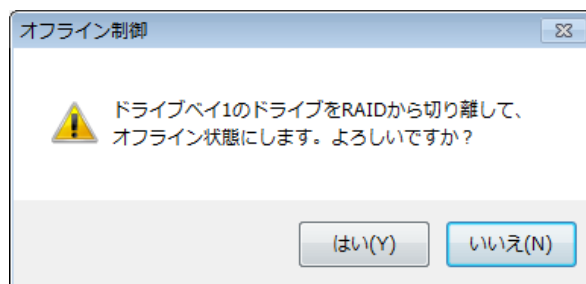 オフライン制御
ドライブベイ1のドライブをRAIDから切り離して、
オフライン状態にします。よろしいですか？
はい(Y)
いいえ(N)